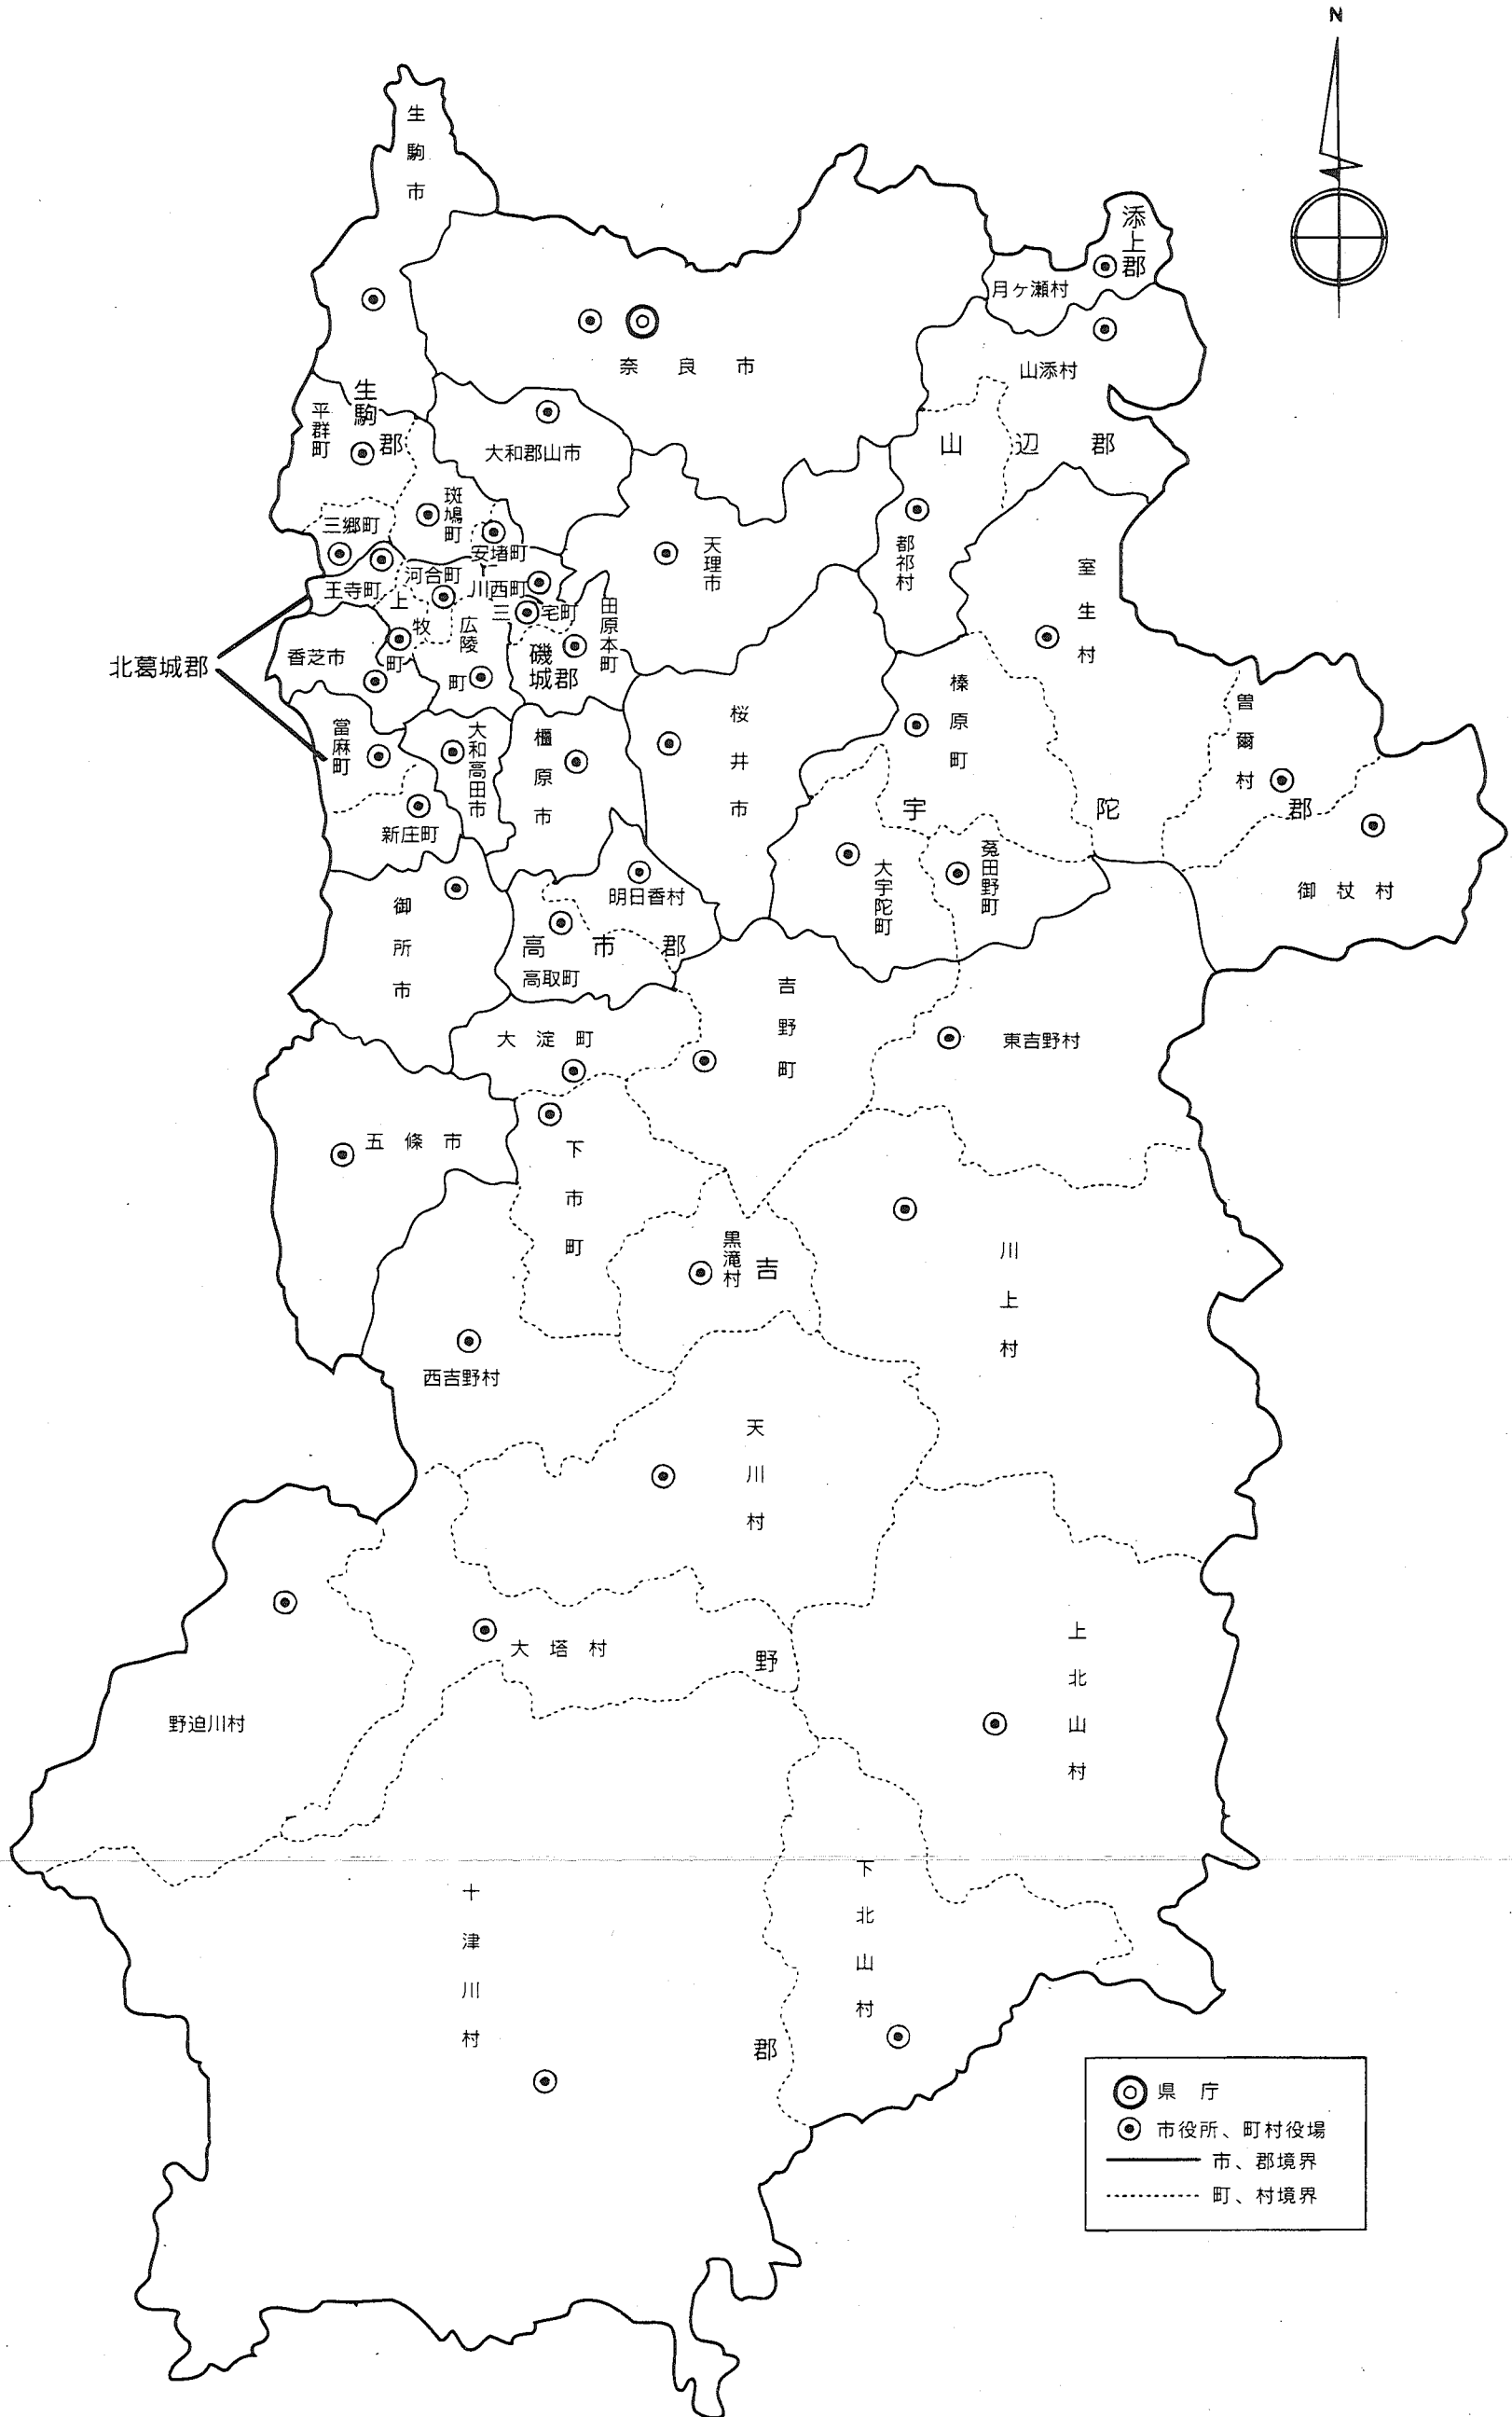 N
生駒市
添上郡
月ヶ瀬村
奈良市
山添村
生駒郡
平群町
大和郡山市
山辺郡
斑鳩町
三郷町
安堵町
天理市
都祁村
室生村
王寺町
河合町
川西町
上牧町
三宅町
田原本町
広陵町
磯城郡
北葛城郡
香芝市
榛原町
曽爾村
當麻町
大和高田市
橿原市
桜井市
宇陀郡
新庄町
大宇陀町
菟田野町
御杖村
御所市
明日香村
高市郡
高取町
吉野町
大淀町
東吉野村
五條市
下市町
黒滝村
吉野郡
川上村
西吉野村
天川村
大塔村
上北山村
野迫川村
十津川村
下北山村
県庁
市役所、町村役場
市、郡境界
町、村境界